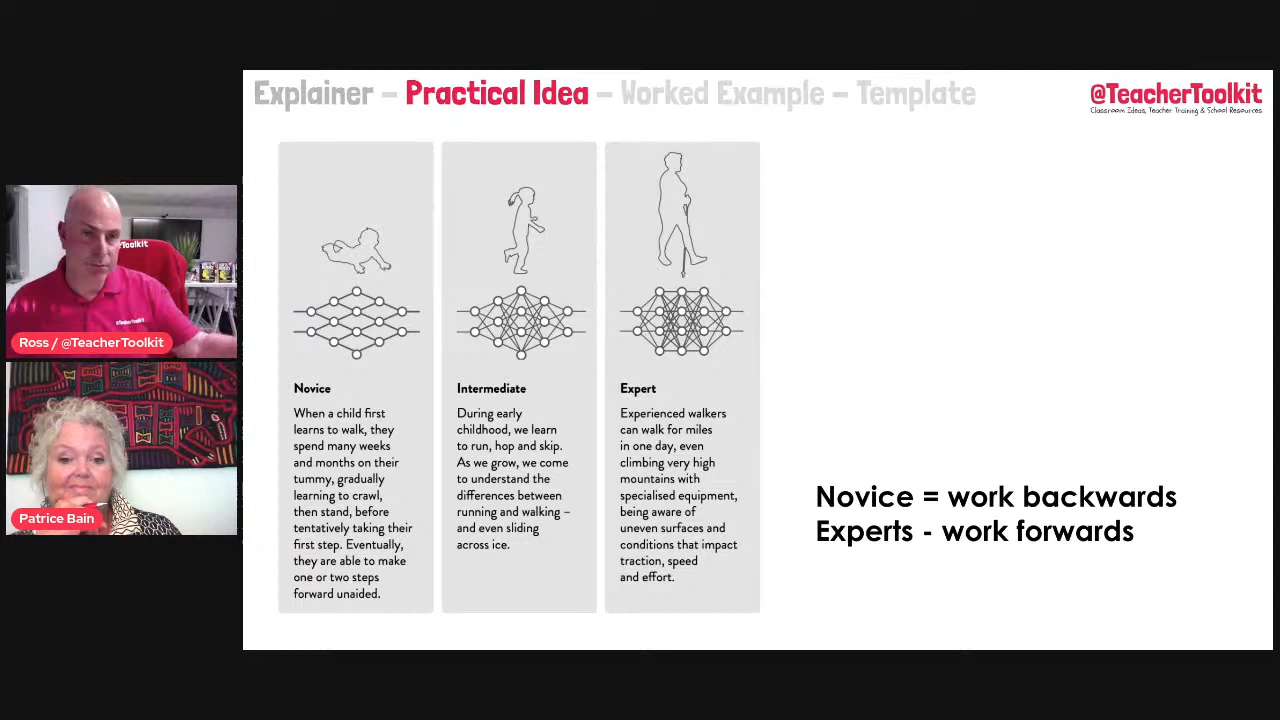 Explainer – Practical Idea – Worked Example – Template
@TeacherToolkit
Classroom Ideas, Teacher Training & School Resources
Novice
When a child first
learns to walk, they
spend many weeks
and months on their
tummy, gradually
learning to crawl,
then stand, before
tentatively taking their
first step. Eventually,
they are able to make
one or two steps
forward unaided.
Intermediate
During early
childhood, we learn
to run, hop and skip.
As we grow, we come
to understand the
differences between
running and walking –
and even sliding
across ice.
Expert
Experienced walkers
can walk for miles
in one day, even
climbing very high
mountains with
specialised equipment,
being aware of
uneven surfaces and
conditions that impact
traction, speed
and effort.
Novice = work backwards
Experts - work forwards
Ross / @TeacherToolkit
Patrice Bain